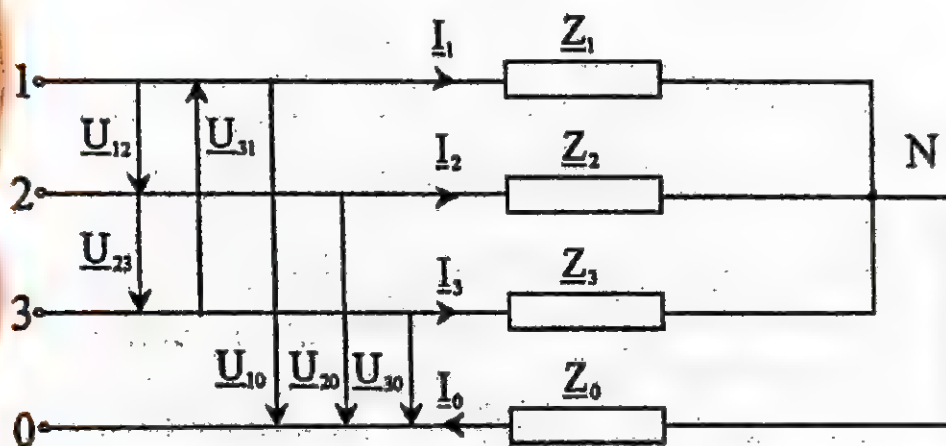 I₁ Z₁
1
U₁₂ U₃₁ I₂ Z₂ N
2
U₂₃ I₃ Z₃
3
U₁₀ U₂₀ U₃₀ I₀ Z₀
0